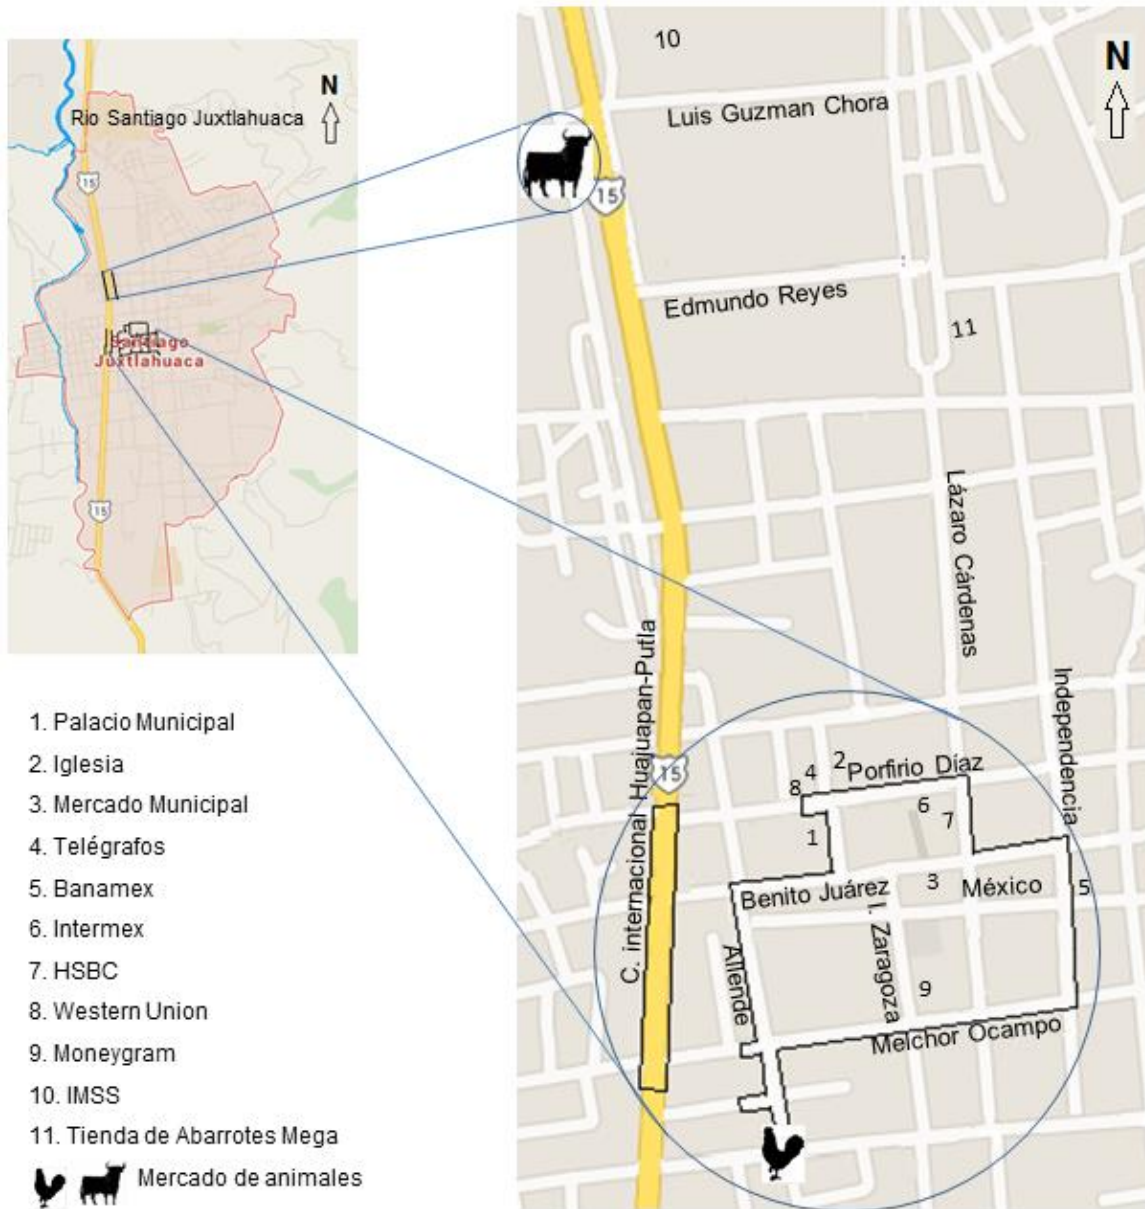 N
Rio Santiago Juxtlahuaca
15
Santiago
Juxtlahuaca
15
1. Palacio Municipal
2. Iglesia
3. Mercado Municipal
4. Telégrafos
5. Banamex
6. Intermex
7. HSBC
8. Western Union
9. Moneygram
10. IMSS
11. Tienda de Abarrotes Mega
Mercado de animales
10
N
Luis Guzman Chora
15
Edmundo Reyes
11
Lázaro Cárdenas
C. internacional Huajuapan-Putla
Independencia
15
2
4
Porfirio Díaz
8
6
7
1
3
Benito Juárez
México
5
I. Zaragoza
Allende
9
Melchor Ocampo